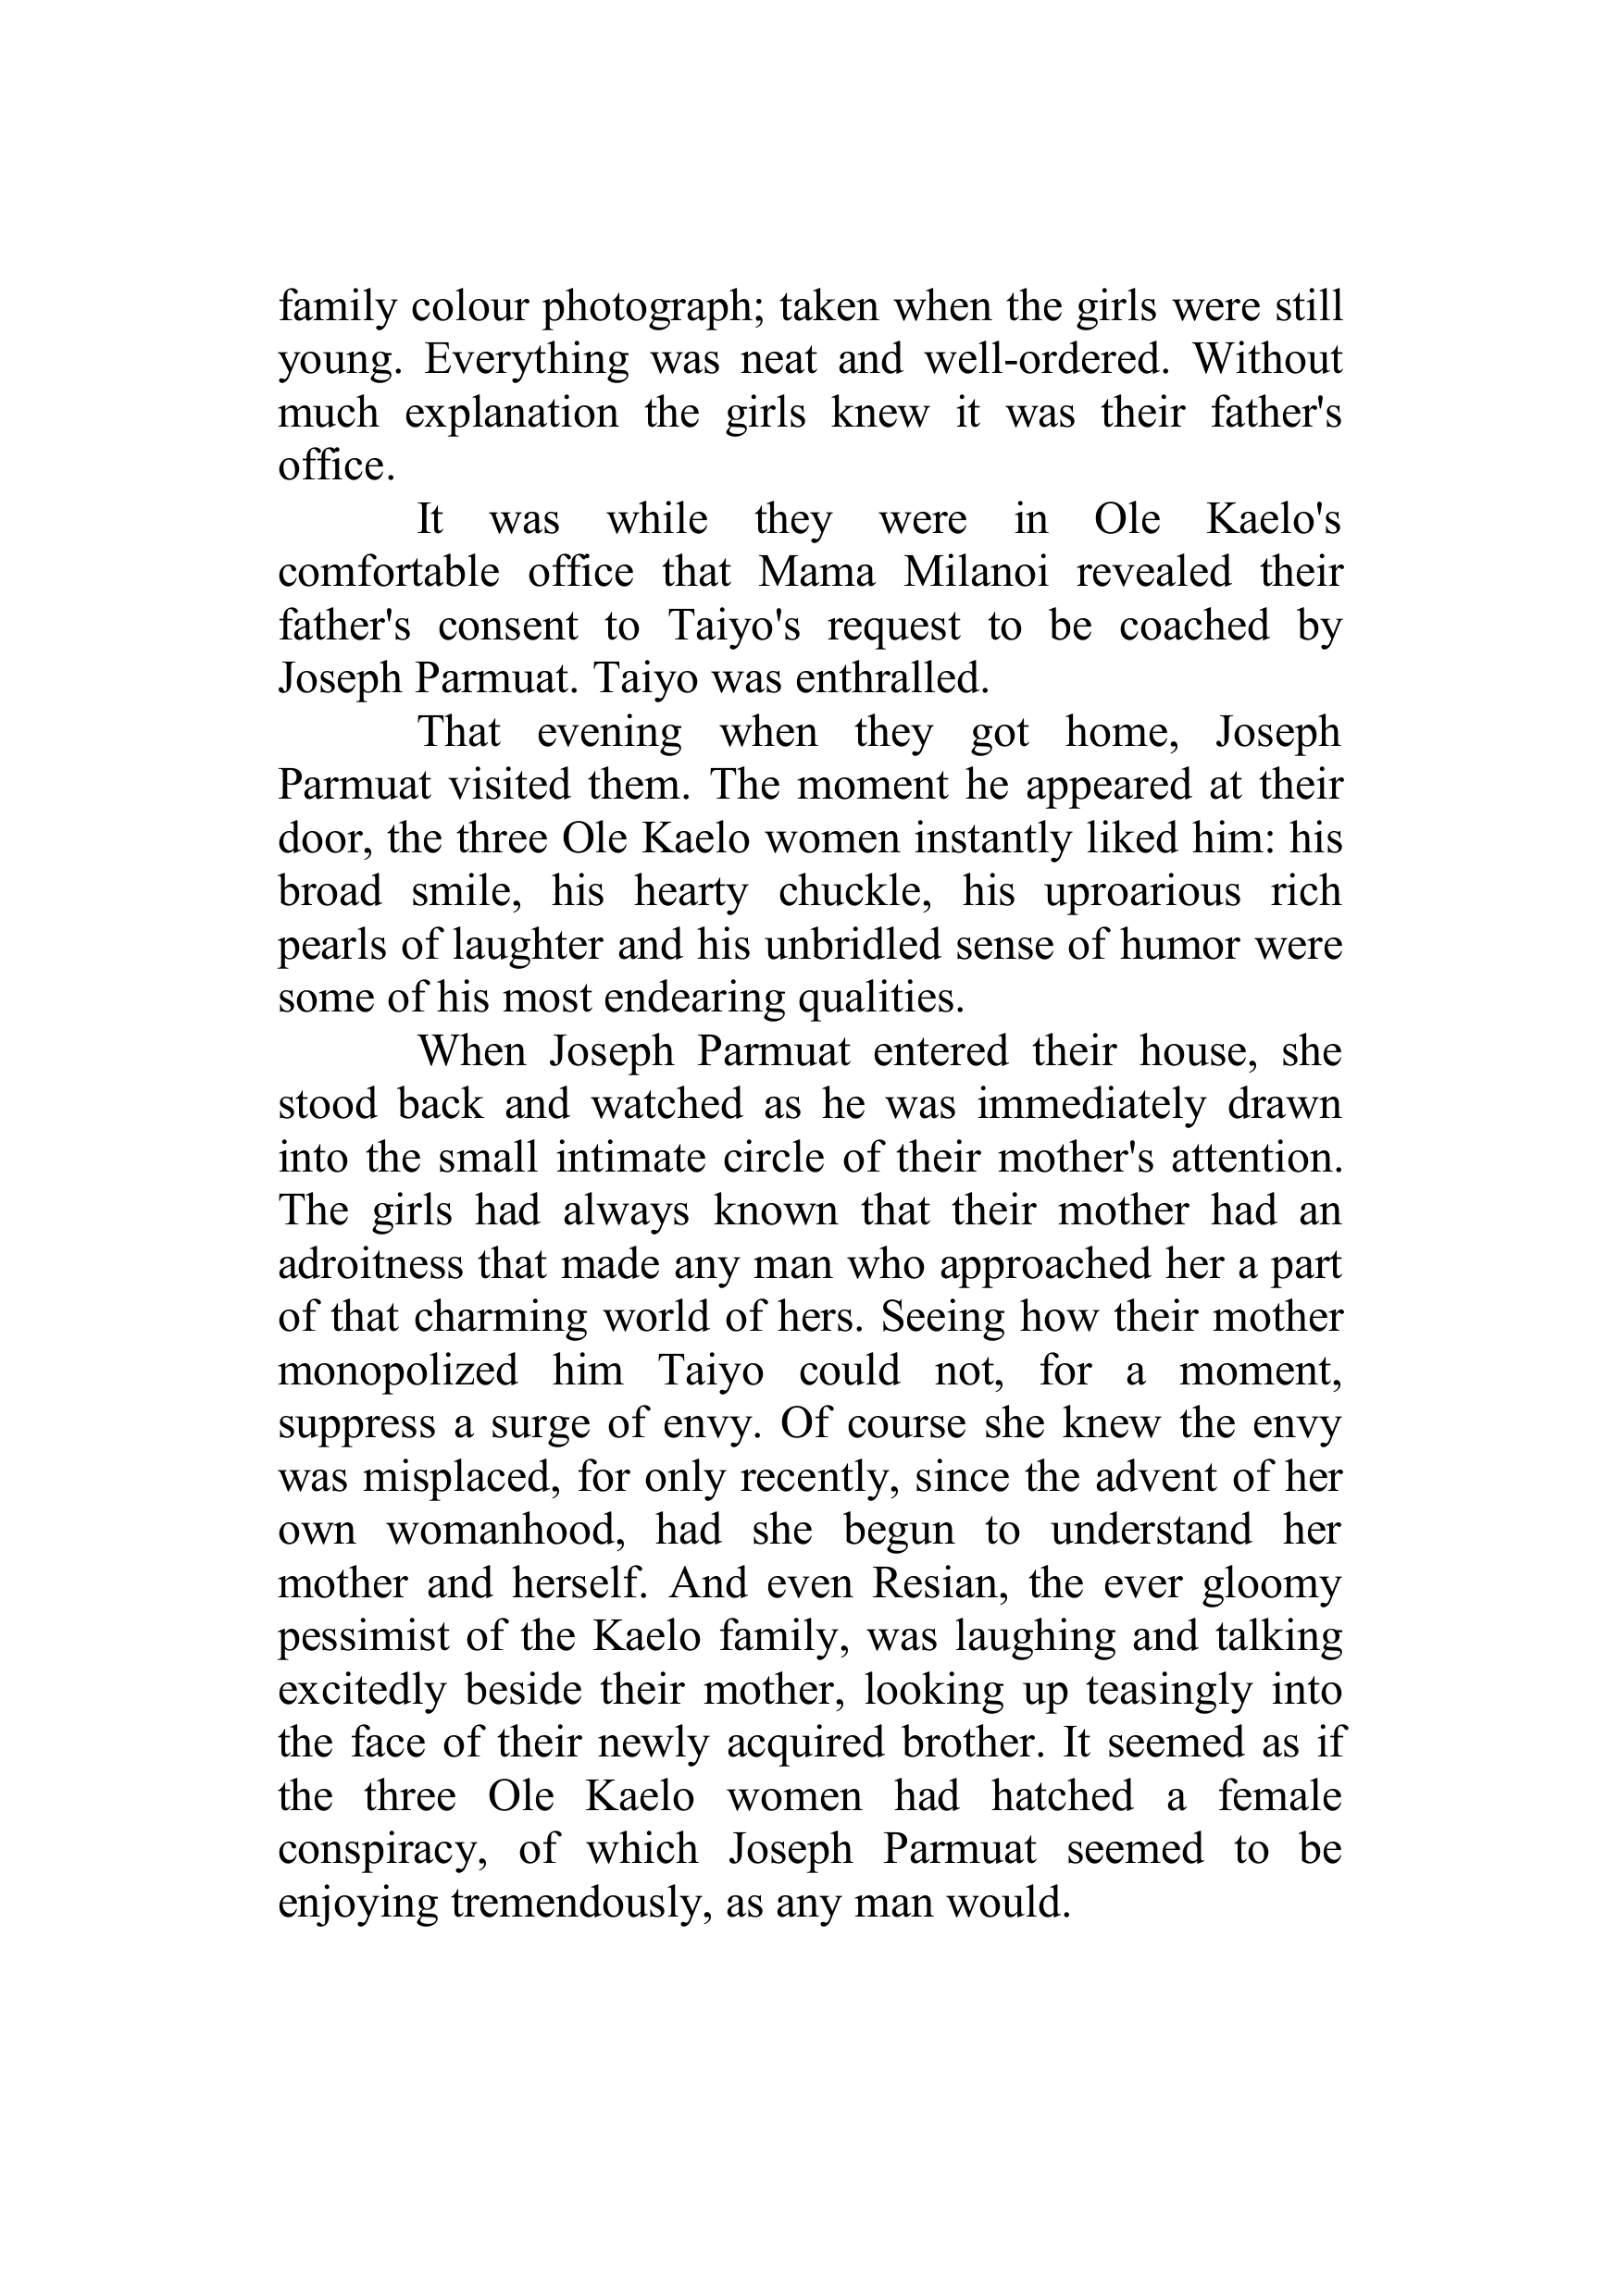 family colour photograph; taken when the girls were still
young. Everything was neat and well-ordered. Without
much explanation the girls knew it was their father's
office.
It was while they were in Ole Kaelo's
comfortable office that Mama Milanoi revealed their
father's consent to Taiyo's request to be coached by
Joseph Parmuat. Taiyo was enthralled.
That evening when they got home, Joseph
Parmuat visited them. The moment he appeared at their
door, the three Ole Kaelo women instantly liked him: his
broad smile, his hearty chuckle, his uproarious rich
pearls of laughter and his unbridled sense of humor were
some of his most endearing qualities.
When Joseph Parmuat entered their house, she
stood back and watched as he was immediately drawn
into the small intimate circle of their mother's attention.
The girls had always known that their mother had an
adroitness that made any man who approached her a part
of that charming world of hers. Seeing how their mother
monopolized him Taiyo could not, for a moment,
suppress a surge of envy. Of course she knew the envy
was misplaced, for only recently, since the advent of her
own womanhood, had she begun to understand her
mother and herself. And even Resian, the ever gloomy
pessimist of the Kaelo family, was laughing and talking
excitedly beside their mother, looking up teasingly into
the face of their newly acquired brother. It seemed as if
the three Ole Kaelo women had hatched a female
conspiracy, of which Joseph Parmuat seemed to be
enjoying tremendously, as any man would.